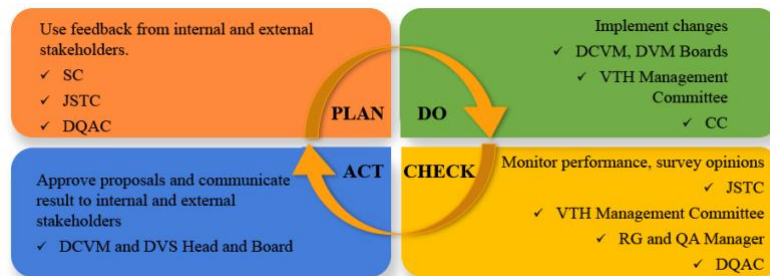 Use feedback from internal and external
stakeholders.
✓ SC
✓ JSTC
✓ DQAC
PLAN
Implement changes
✓ DCVM, DVM Boards
✓ VTH Management
Committee
✓ CC
DO
ACT
Approve proposals and communicate
result to internal and external
stakeholders
✓ DCVM and DVS Head and Board
CHECK
Monitor performance, survey opinions
✓ JSTC
✓ VTH Management Committee
✓ RG and QA Manager
✓ DQAC